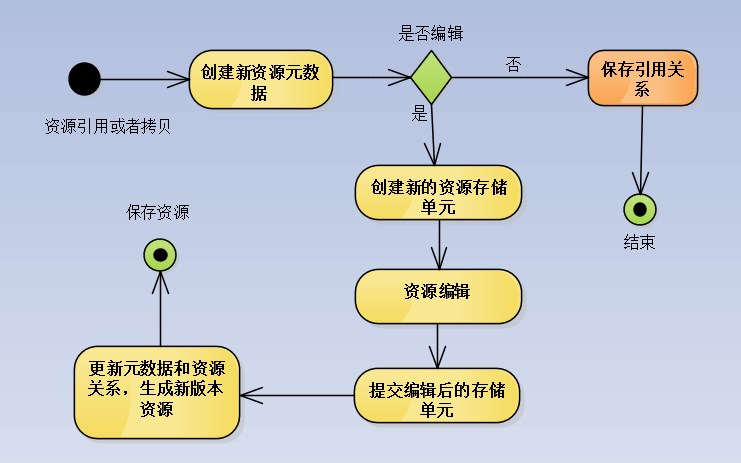 是否编辑
创建新资源元数
据
否
保存引用关
系
资源引用或者拷贝
是
创建新的资源存储
单元
保存资源
结束
资源编辑
更新元数据和资源
关系，生成新版本
资源
提交编辑后的存储
单元